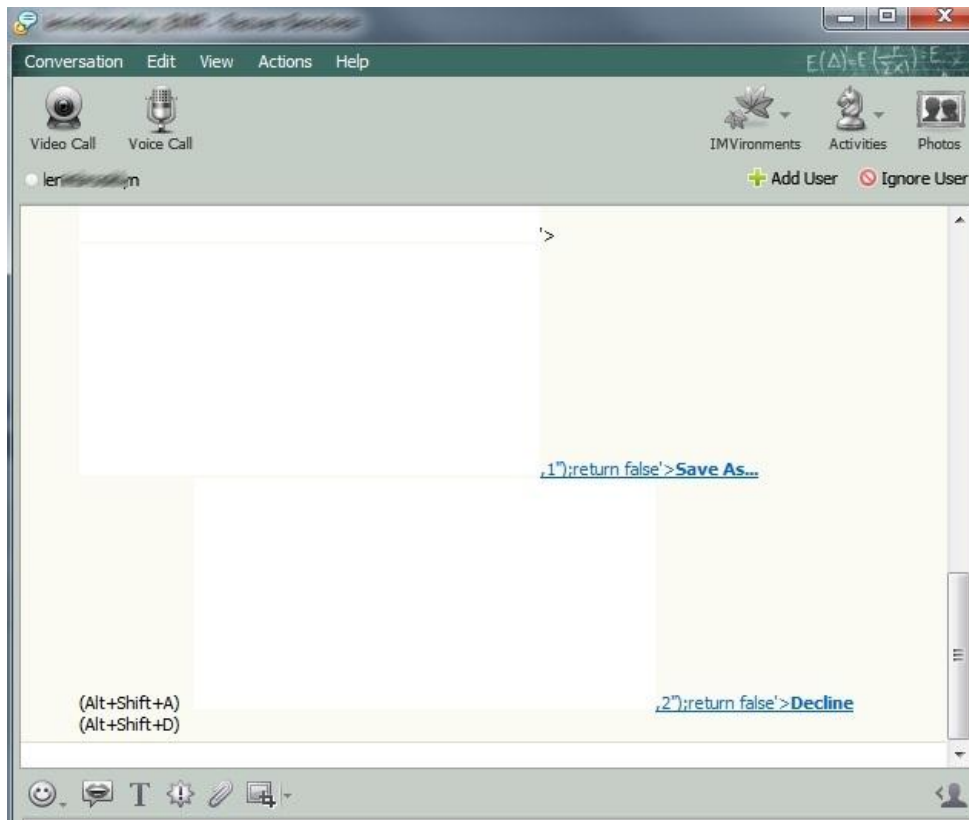 Conversation Edit View Actions Help
Video Call Voice Call IMVironments Activities Photos
Add User Ignore User
'>
,1");return false'>Save As...
(Alt+Shift+A) ,2");return false'>Decline
(Alt+Shift+D)